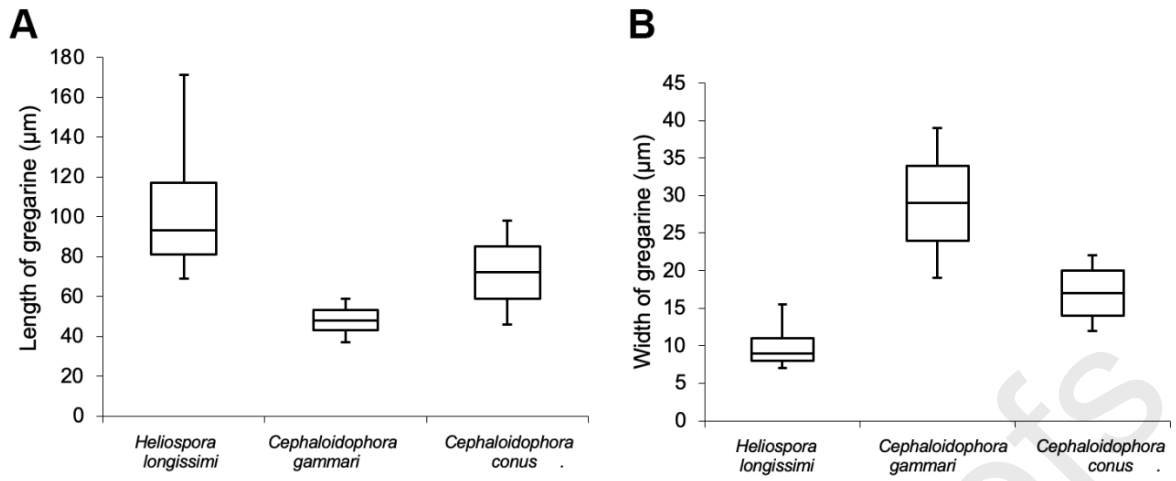 A
Length of gregarine (µm)
180
160
140
120
100
80
60
40
20
0
Heliospora
longissimi
Cephaloidophora
gammari
Cephaloidophora
conus .
B
Width of gregarine (µm)
45
40
35
30
25
20
15
10
5
0
Heliospora
longissimi
Cephaloidophora
gammari
Cephaloidophora
conus .